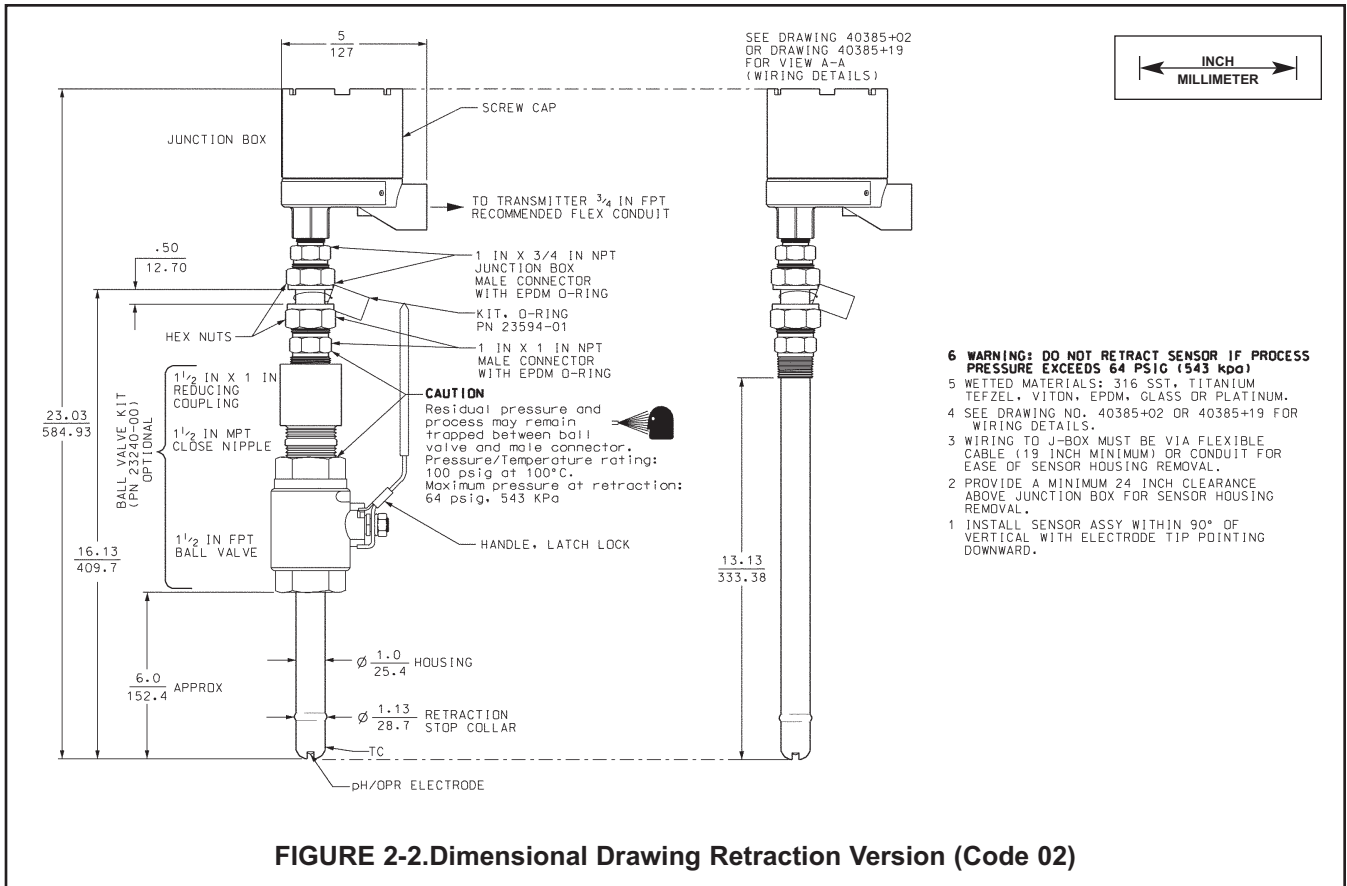 5
127
SEE DRAWING 40385+02
OR DRAWING 40385+19
FOR VIEW A-A
(WIRING DETAILS)
INCH
MILLIMETER
SCREW CAP
JUNCTION BOX
TO TRANSMITTER 3/4 IN FPT
RECOMMENDED FLEX CONDUIT
.50
12.70
1 IN X 3/4 IN NPT
JUNCTION BOX
MALE CONNECTOR
WITH EPDM O-RING
KIT, O-RING
PN 23594-01
HEX NUTS
1 IN X 1 IN NPT
MALE CONNECTOR
WITH EPDM O-RING
1 1/2 IN X 1 IN
REDUCING
COUPLING
1 1/2 IN MPT
CLOSE NIPPLE
BALL VALVE KIT
(PN 23240-00)
OPTIONAL
1 1/2 IN FPT
BALL VALVE
CAUTION
Residual pressure and
process may remain
trapped between ball
valve and male connector.
Pressure/Temperature rating:
100 psig at 100°C.
Maximum pressure at retraction:
64 psig, 543 KPa
HANDLE, LATCH LOCK
23.03
584.93
16.13
409.7
6.0
152.4 APPROX
Ø 1.0
25.4 HOUSING
Ø 1.13
28.7 RETRACTION
STOP COLLAR
TC
pH/OPR ELECTRODE
13.13
333.38
6 WARNING: DO NOT RETRACT SENSOR IF PROCESS
PRESSURE EXCEEDS 64 PSIG (543 kpa)
5 WETTED MATERIALS: 316 SST, TITANIUM
TEFZEL, VITON, EPDM, GLASS OR PLATINUM.
4 SEE DRAWING NO. 40385+02 OR 40385+19 FOR
WIRING DETAILS.
3 WIRING TO J-BOX MUST BE VIA FLEXIBLE
CABLE (19 INCH MINIMUM) OR CONDUIT FOR
EASE OF SENSOR HOUSING REMOVAL.
2 PROVIDE A MINIMUM 24 INCH CLEARANCE
ABOVE JUNCTION BOX FOR SENSOR HOUSING
REMOVAL.
1 INSTALL SENSOR ASSY WITHIN 90° OF
VERTICAL WITH ELECTRODE TIP POINTING
DOWNWARD.
FIGURE 2-2.Dimensional Drawing Retraction Version (Code 02)